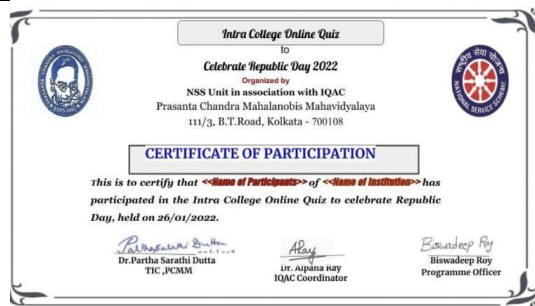 Intra College Online Quiz
to
Celebrate Republic Day 2022
Organized by
NSS Unit in association with IQAC
Prasanta Chandra Mahalanobis Mahavidyalaya
111/3, B.T.Road, Kolkata - 700108
राष्ट्रीय सेवा योजना
NATIONAL SERVICE SCHEME
CERTIFICATE OF PARTICIPATION
This is to certify that <<Name of Participants>> of <<Name of Institution>> has
participated in the Intra College Online Quiz to celebrate Republic
Day, held on 26/01/2022.
Parthasarathi Dutta
Dr.Partha Sarathi Dutta
TIC ,PCMM
ARay
Dr. Alpana Ray
IQAC Coordinator
Biswadeep Roy
Biswadeep Roy
Programme Officer